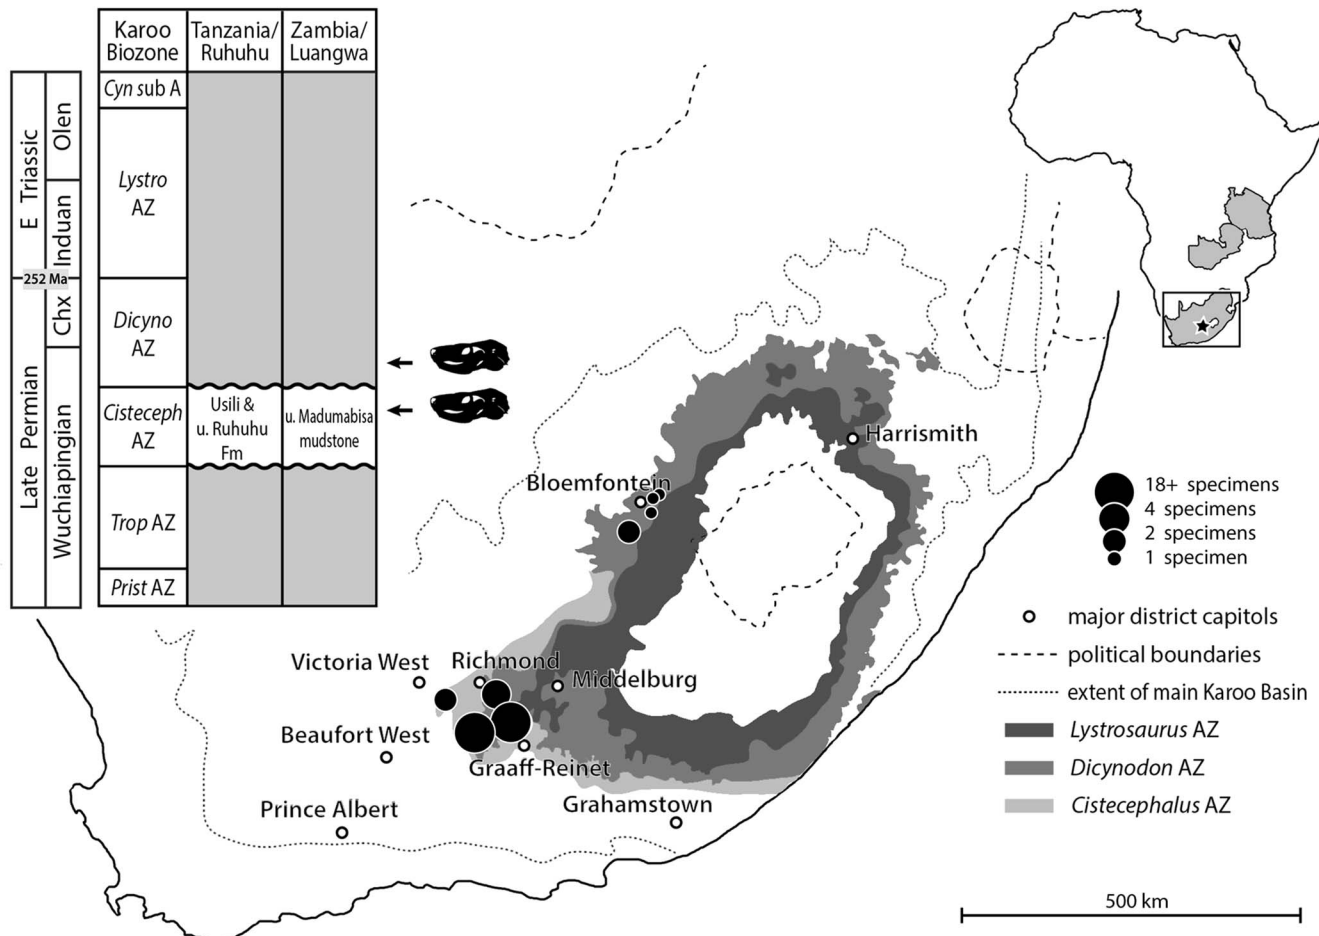 Karoo
Biozone
Tanzania/
Ruhuhu
Zambia/
Luangwa
E Triassic
Olen
Induan
252 Ma
Late Permian
Chx
Wuchiapingian
Cyn sub A
Lystro
AZ
Dicyno
AZ
Cisteceph
AZ
Usili &
u. Ruhuhu
Fm
u. Madumabisa
mudstone
Trop AZ
Prist AZ
Harrismith
Bloemfontein
Victoria West
Richmond
Middelburg
Beaufort West
Graaff-Reinet
Prince Albert
Grahamstown
18+ specimens
4 specimens
2 specimens
1 specimen
major district capitols
political boundaries
extent of main Karoo Basin
Lystrosaurus AZ
Dicynodon AZ
Cistecephalus AZ
500 km